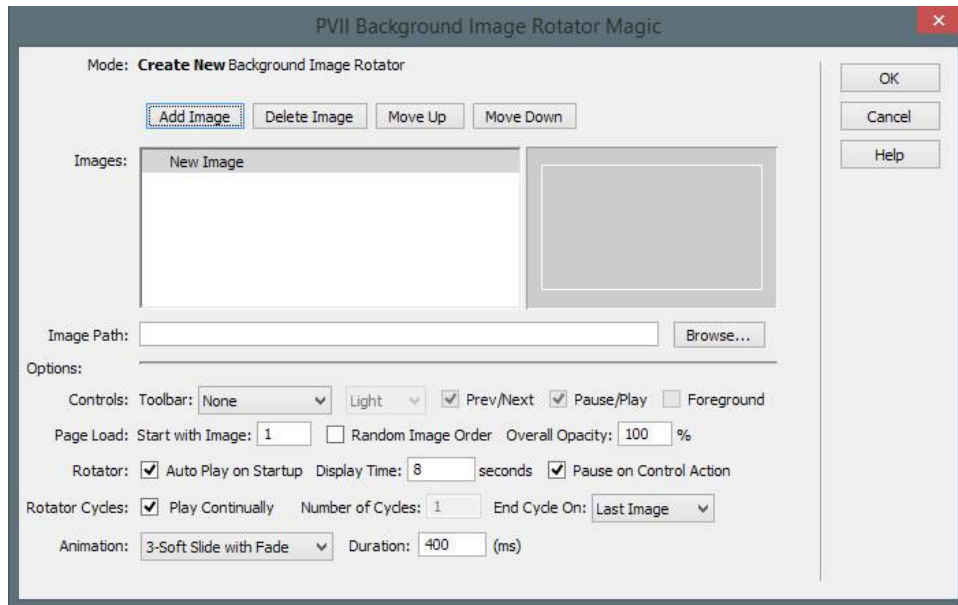 PVII Background Image Rotator Magic
Mode: Create New Background Image Rotator
OK
Add Image Delete Image Move Up Move Down
Cancel
Images: New Image
Help
Image Path: Browse...
Options:
Controls: Toolbar: None Light Prev/Next Pause/Play Foreground
Page Load: Start with Image: 1 Random Image Order Overall Opacity: 100 %
Rotator: Auto Play on Startup Display Time: 8 seconds Pause on Control Action
Rotator Cycles: Play Continually Number of Cycles: 1 End Cycle On: Last Image
Animation: 3-Soft Slide with Fade Duration: 400 (ms)